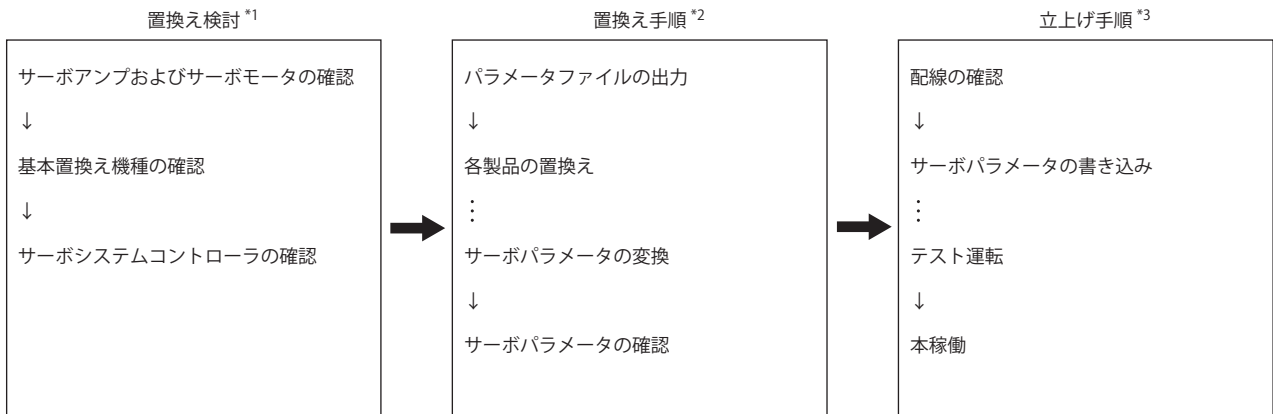 置換え検討 *1
サーボアンプおよびサーボモータの確認
↓
基本置換え機種の確認
↓
サーボシステムコントローラの確認
置換え手順 *2
パラメータファイルの出力
↓
各製品の置換え
⋮
サーボパラメータの変換
↓
サーボパラメータの確認
立上げ手順 *3
配線の確認
↓
サーボパラメータの書き込み
⋮
テスト運転
↓
本稼働